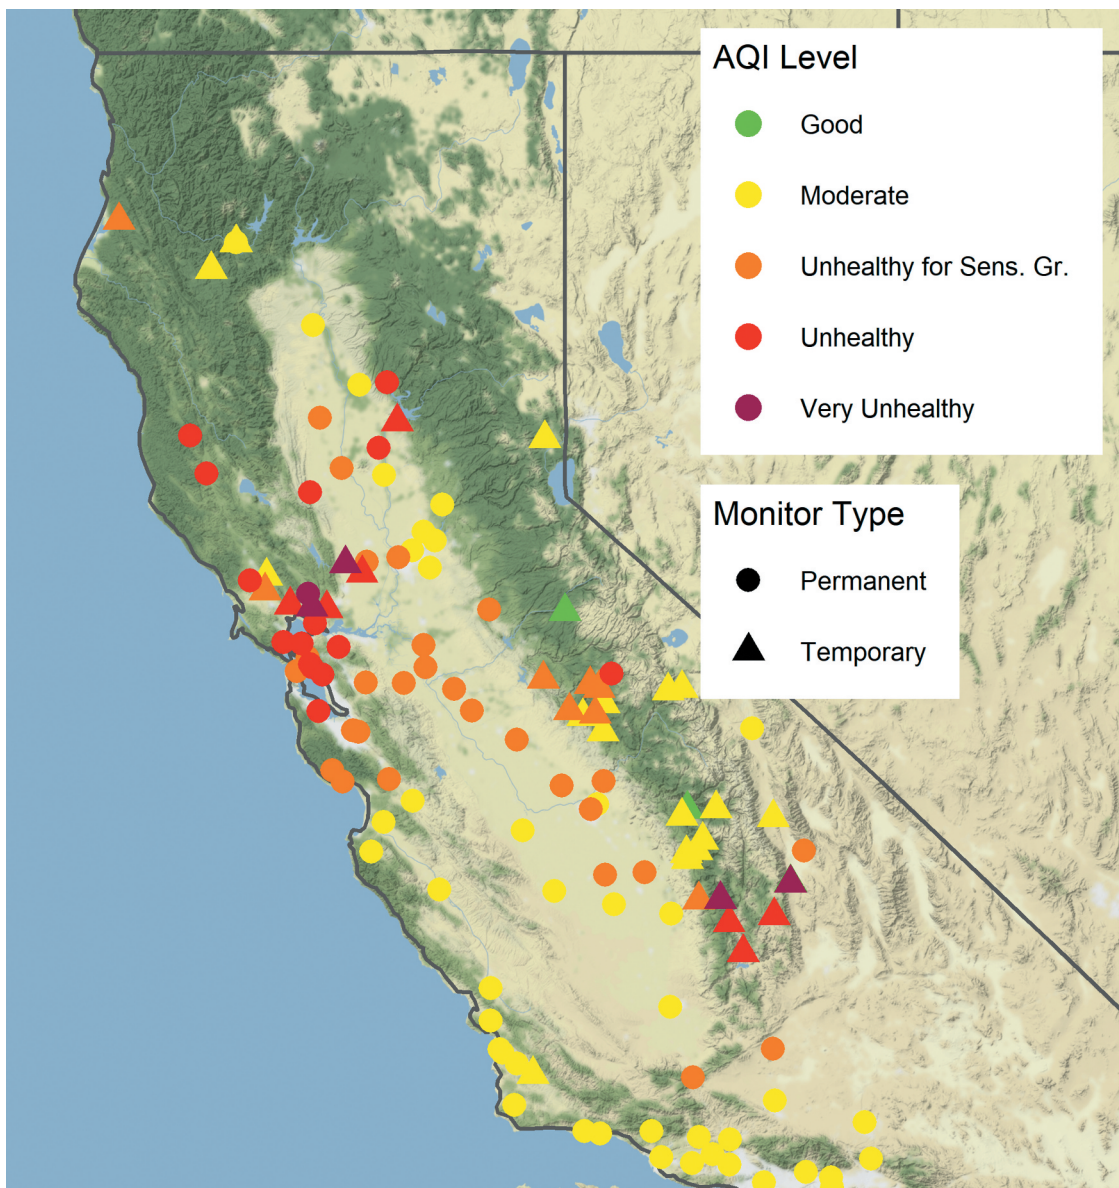 AQI Level
Good
Moderate
Unhealthy for Sens. Gr.
Unhealthy
Very Unhealthy
Monitor Type
Permanent
Temporary